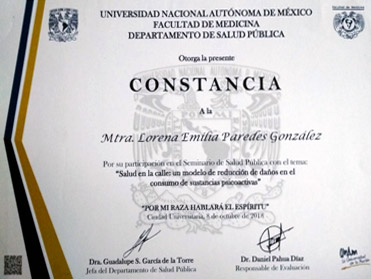 UNIVERSIDAD NACIONAL AUTÓNOMA DE MÉXICO
FACULTAD DE MEDICINA
DEPARTAMENTO DE SALUD PÚBLICA
Otorga la presente
CONSTANCIA
A la
Mtra. Lorena Emilia Paredes González
Por su participación en el Seminario de Salud Pública con el tema:
"Salud en la calle: un modelo de reducción de daños en el
consumo de sustancias psicoactivas"
"POR MI RAZA HABLARÁ EL ESPÍRITU"
Ciudad Universitaria, 8 de octubre de 2018
Dra. Guadalupe S. García de la Torre
Jefa del Departamento de Salud Pública
Dr. Daniel Pahua Díaz
Responsable de Evaluación